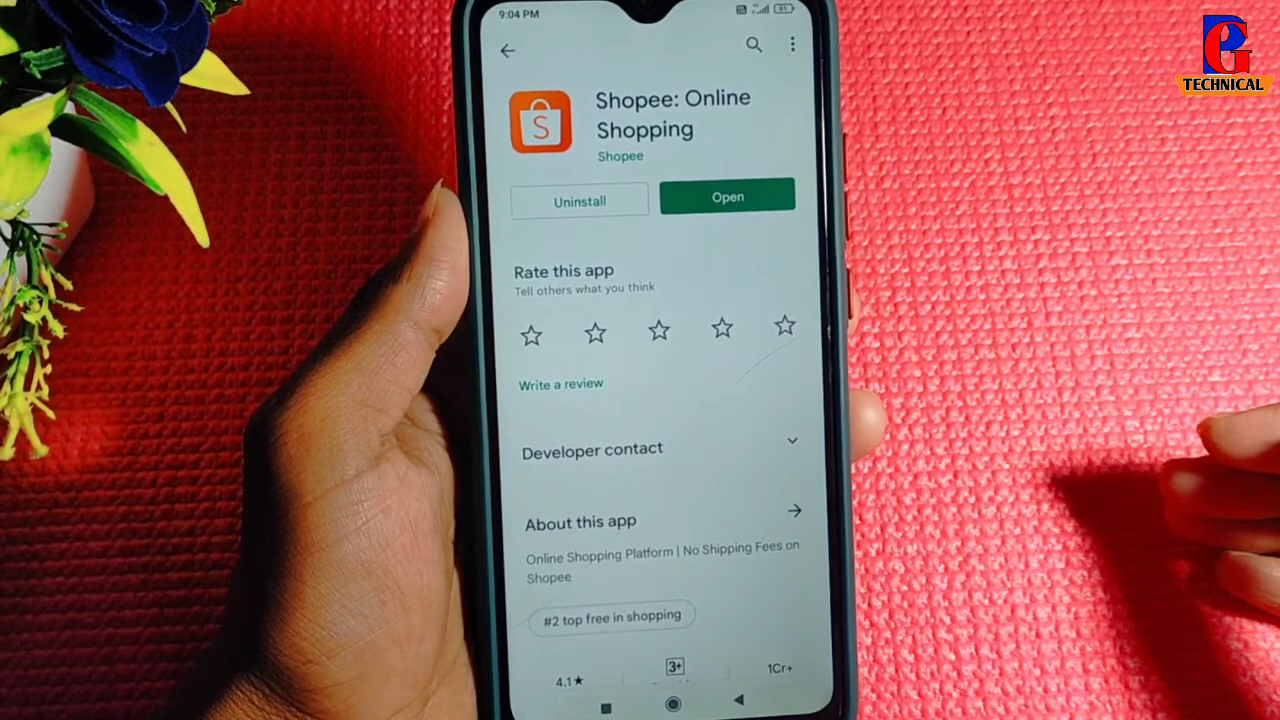 9:04 PM
PG
TECHNICAL
Shopee: Online
Shopping
Shopee
Uninstall
Open
Rate this app
Tell others what you think
Write a review
Developer contact
About this app
Online Shopping Platform | No Shipping Fees on
Shopee
#2 top free in shopping
4.1★
3+
1Cr+